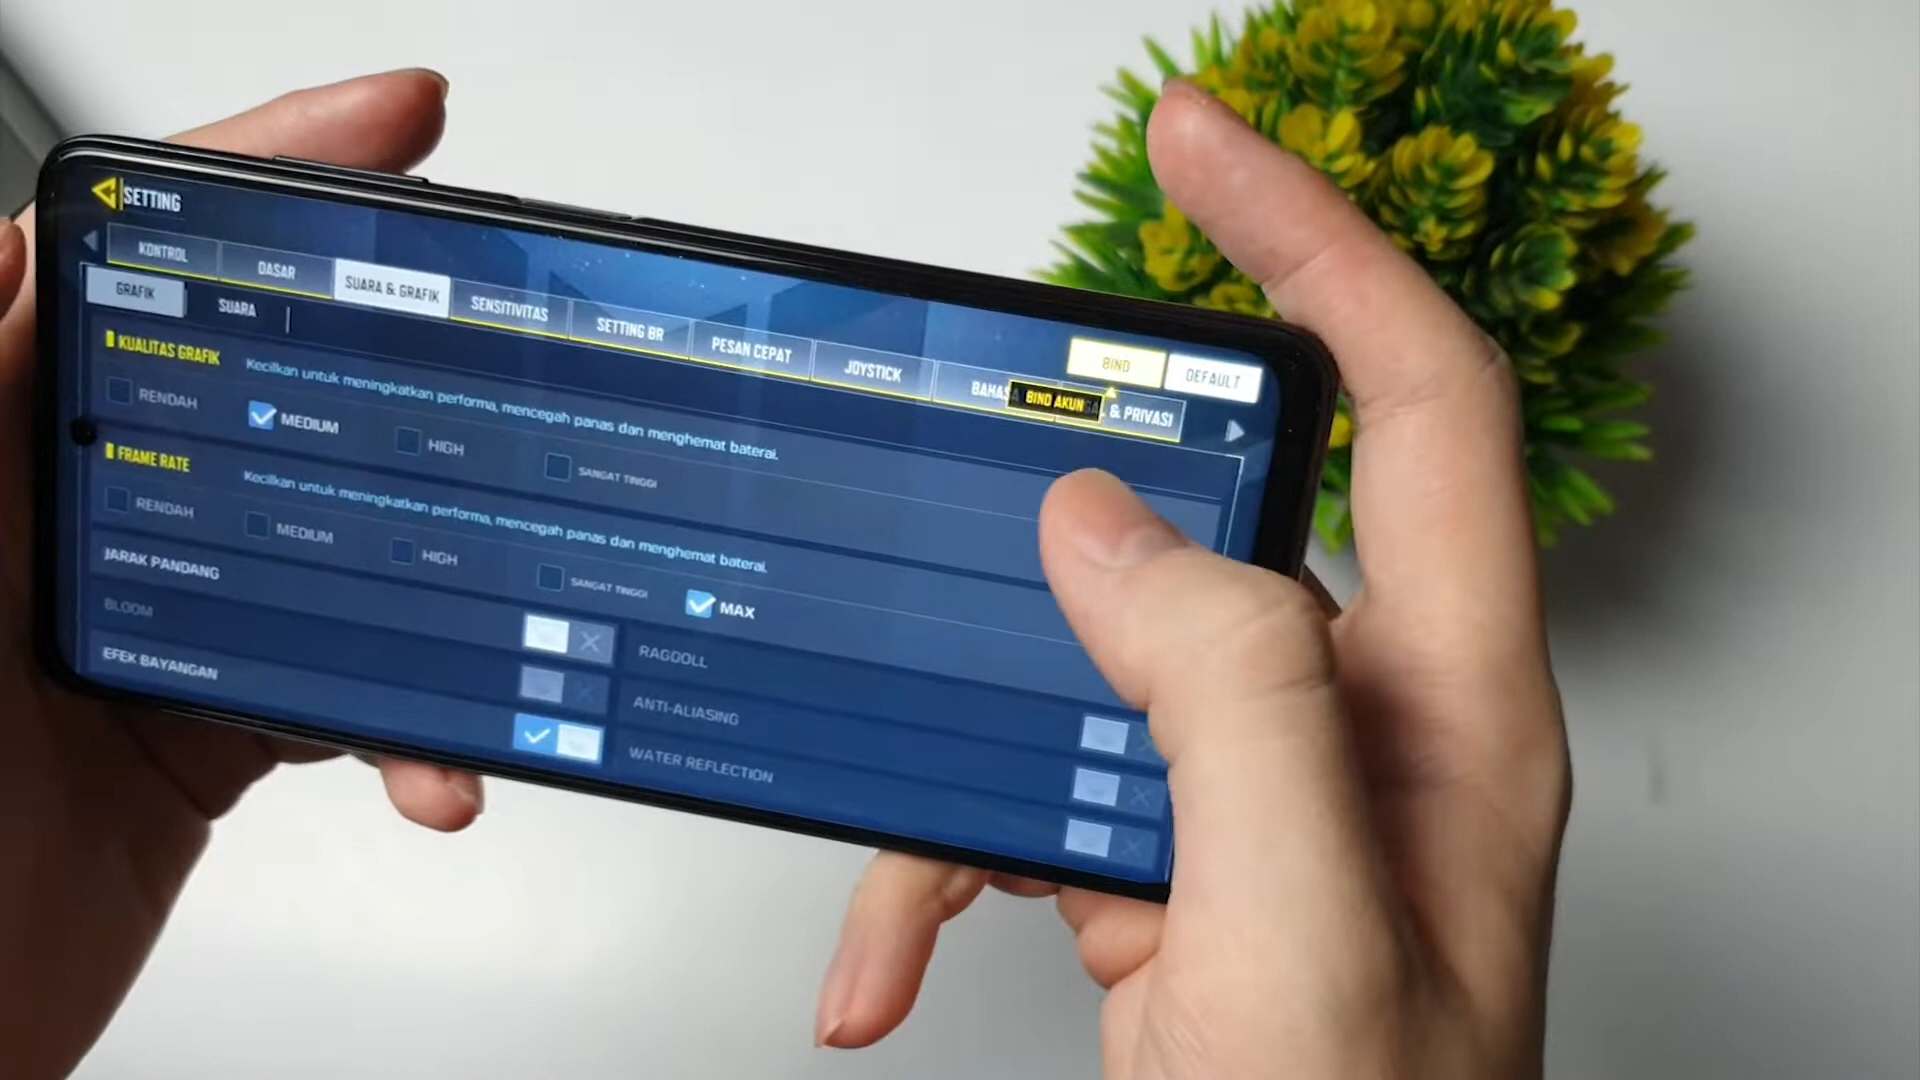 SETTING
KONTROL
DASAR
SUARA & GRAFIK
SENSITIVITAS
SETTING BR
PESAN CEPAT
JOYSTICK
BAHASA
BIND AKUN
& PRIVASI
BIND
DEFAULT
GRAFIK
SUARA
KUALITAS GRAFIK
Kecilkan untuk meningkatkan performa, mencegah panas dan menghemat baterai.
RENDAH
MEDIUM
HIGH
SANGAT TINGGI
FRAME RATE
Kecilkan untuk meningkatkan performa, mencegah panas dan menghemat baterai.
RENDAH
MEDIUM
HIGH
SANGAT TINGGI
MAX
JARAK PANDANG
RAGDOLL
BLOOM
ANTI-ALIASING
EFEK BAYANGAN
WATER REFLECTION